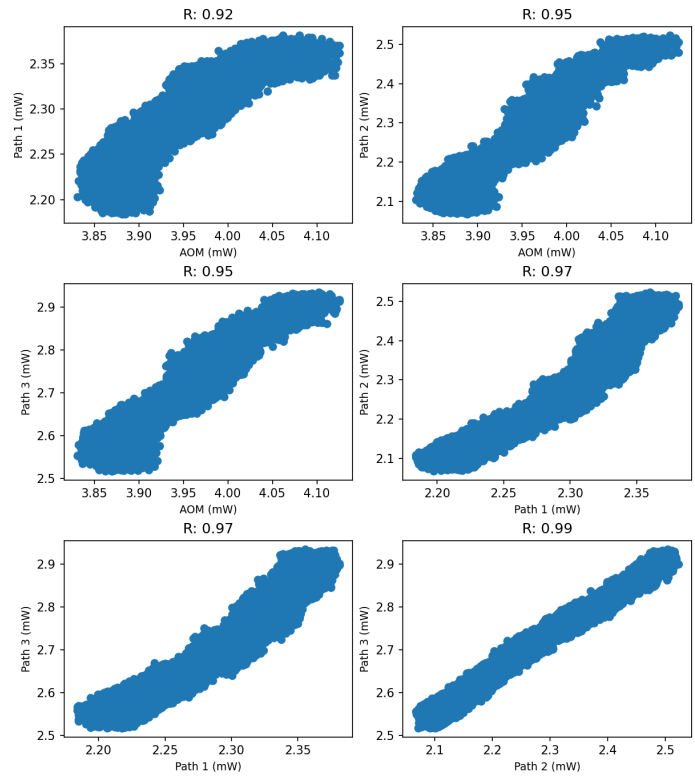 R: 0.92
R: 0.95
2.35
2.30
2.25
2.20
Path 1 (mW)
3.85 3.90 3.95 4.00 4.05 4.10
AOM (mW)
2.5
2.4
2.3
2.2
2.1
Path 2 (mW)
3.85 3.90 3.95 4.00 4.05 4.10
AOM (mW)
R: 0.95
R: 0.97
2.9
2.8
2.7
2.6
2.5
Path 3 (mW)
3.85 3.90 3.95 4.00 4.05 4.10
AOM (mW)
2.5
2.4
2.3
2.2
2.1
Path 2 (mW)
2.20 2.25 2.30 2.35
Path 1 (mW)
R: 0.97
R: 0.99
2.9
2.8
2.7
2.6
2.5
Path 3 (mW)
2.20 2.25 2.30 2.35
Path 1 (mW)
2.9
2.8
2.7
2.6
2.5
Path 3 (mW)
2.1 2.2 2.3 2.4 2.5
Path 2 (mW)